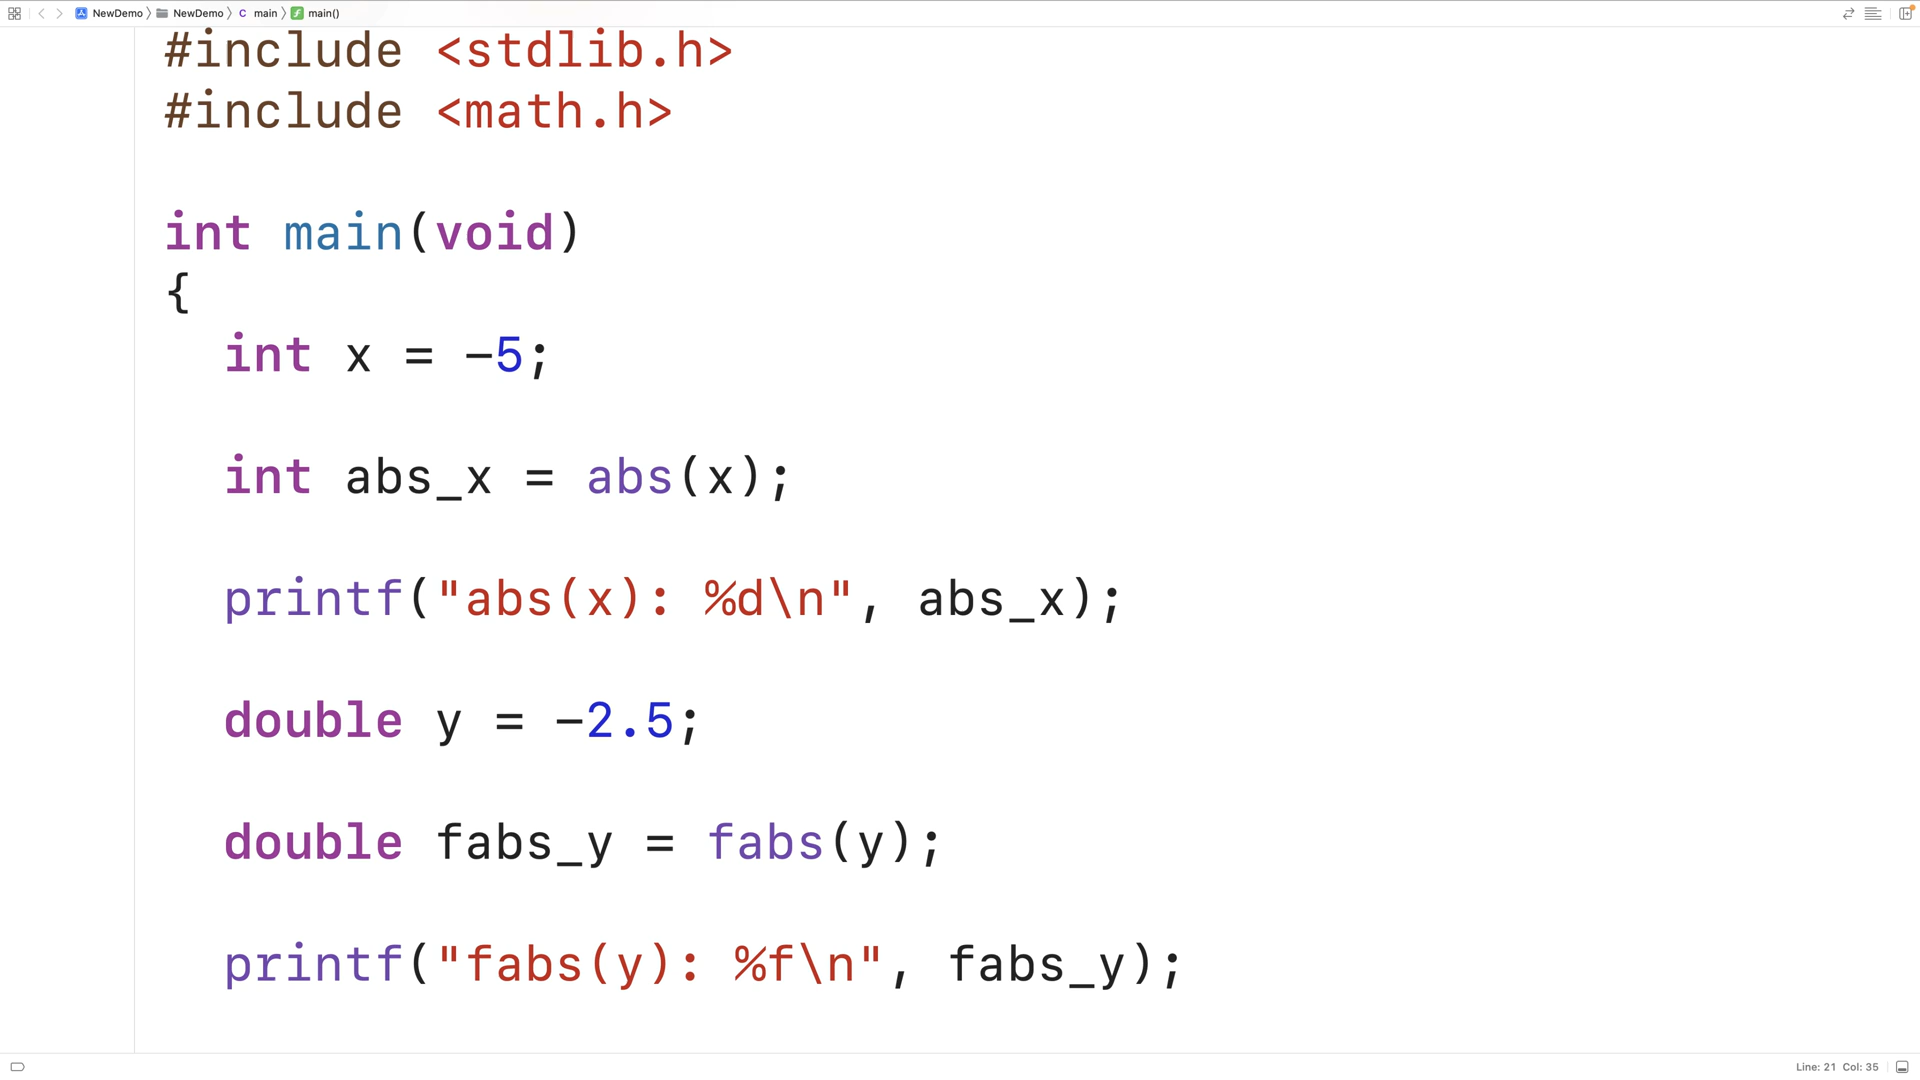 NewDemo 〉 NewDemo 〉 C main 〉 f main()
#include <stdlib.h>
#include <math.h>
int main(void)
{
int x = -5;
int abs_x = abs(x);
printf("abs(x): %d\n", abs_x);
double y = -2.5;
double fabs_y = fabs(y);
printf("fabs(y): %f\n", fabs_y);
Line: 21 Col: 35